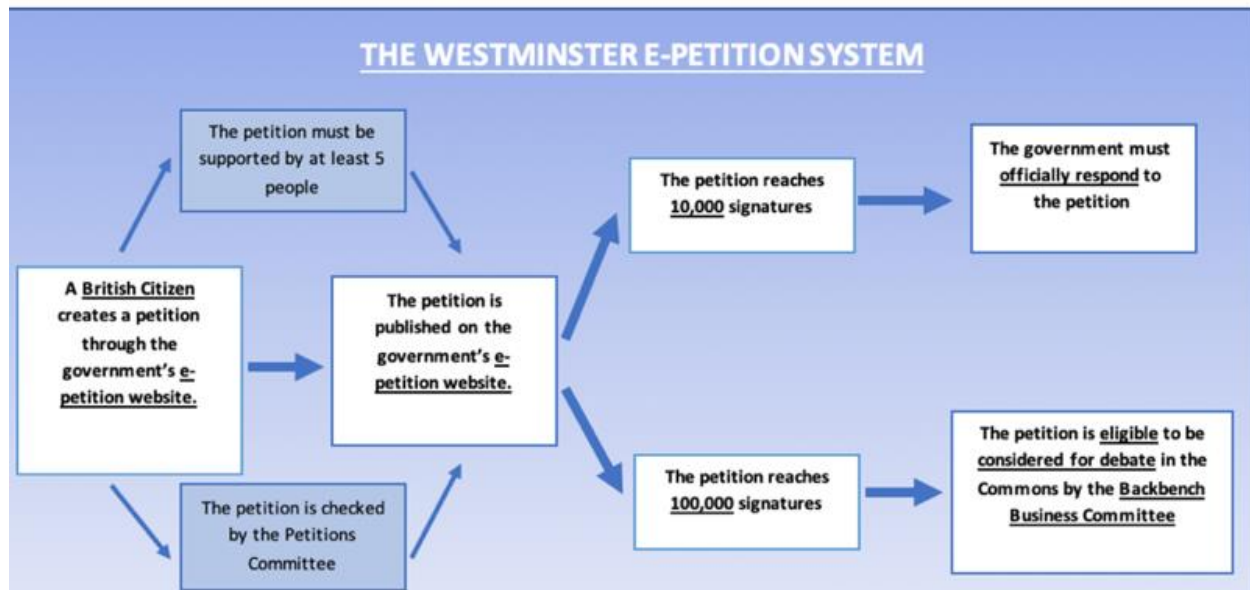 THE WESTMINSTER E-PETITION SYSTEM
The petition must be
supported by at least 5
people
A British Citizen
creates a petition
through the
government's e-
petition website.
The petition is checked
by the Petitions
Committee
The petition is
published on the
government's e-
petition website.
The petition reaches
10,000 signatures
The government must
officially respond to
the petition
The petition reaches
100,000 signatures
The petition is eligible to be
considered for debate in the
Commons by the Backbench
Business Committee